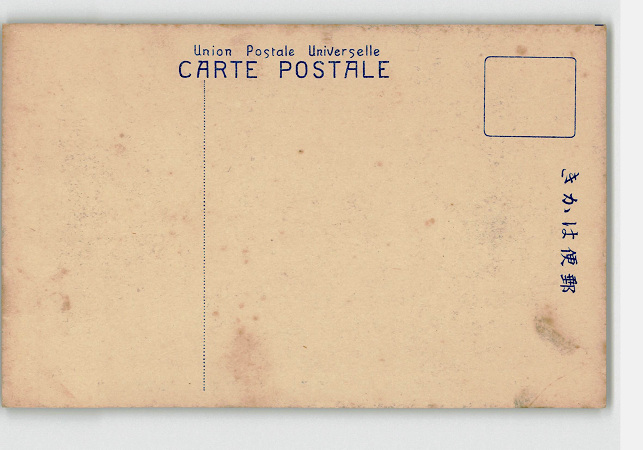 Union Postale Universelle
CARTE POSTALE
郵便はかき